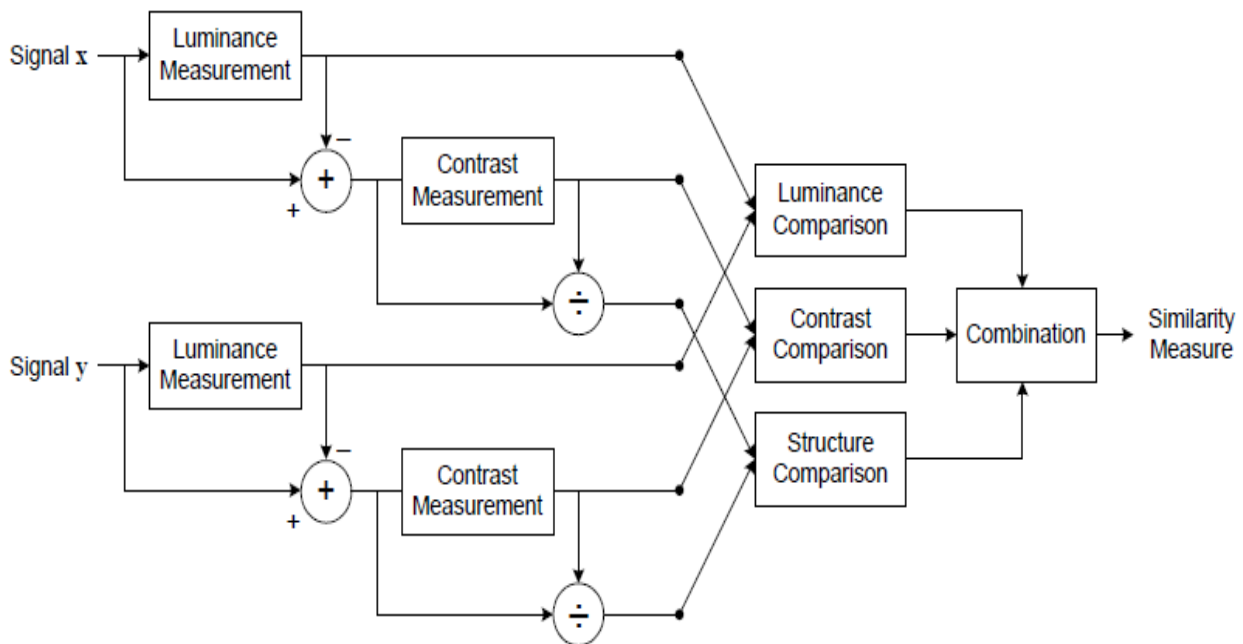 Signal x
Luminance
Measurement
−
+
+
Contrast
Measurement
÷
Signal y
Luminance
Measurement
−
+
+
Contrast
Measurement
÷
Luminance
Comparison
Contrast
Comparison
Structure
Comparison
Combination
Similarity
Measure